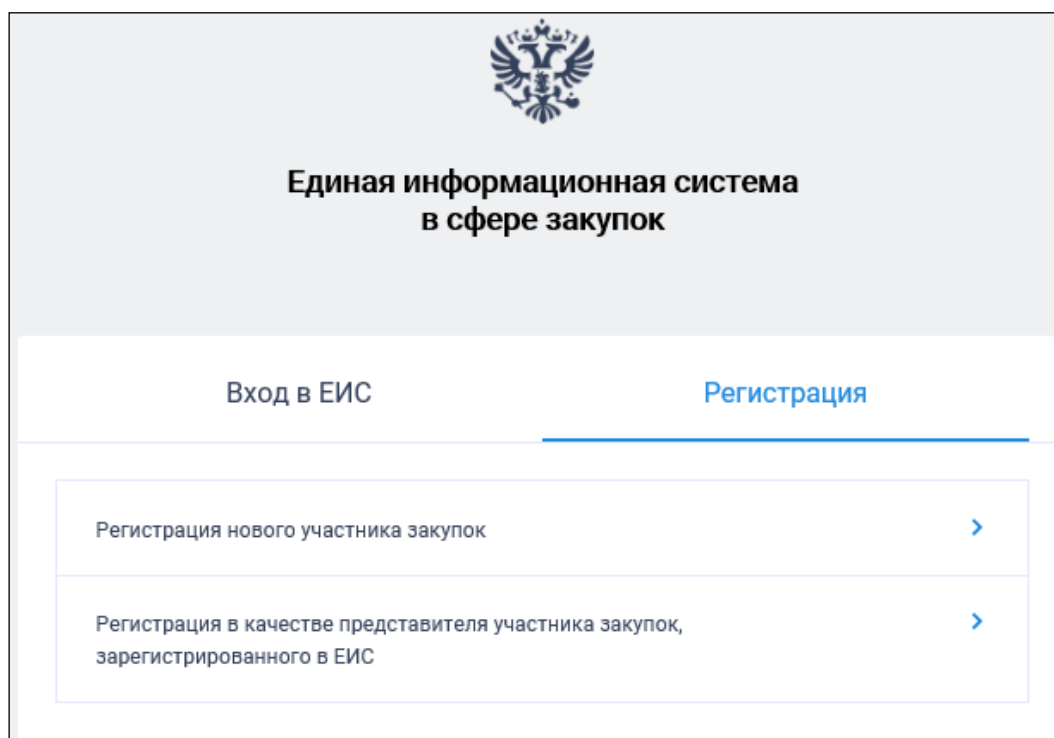 Единая информационная система
в сфере закупок
Вход в ЕИС
Регистрация
Регистрация нового участника закупок
Регистрация в качестве представителя участника закупок,
зарегистрированного в ЕИС